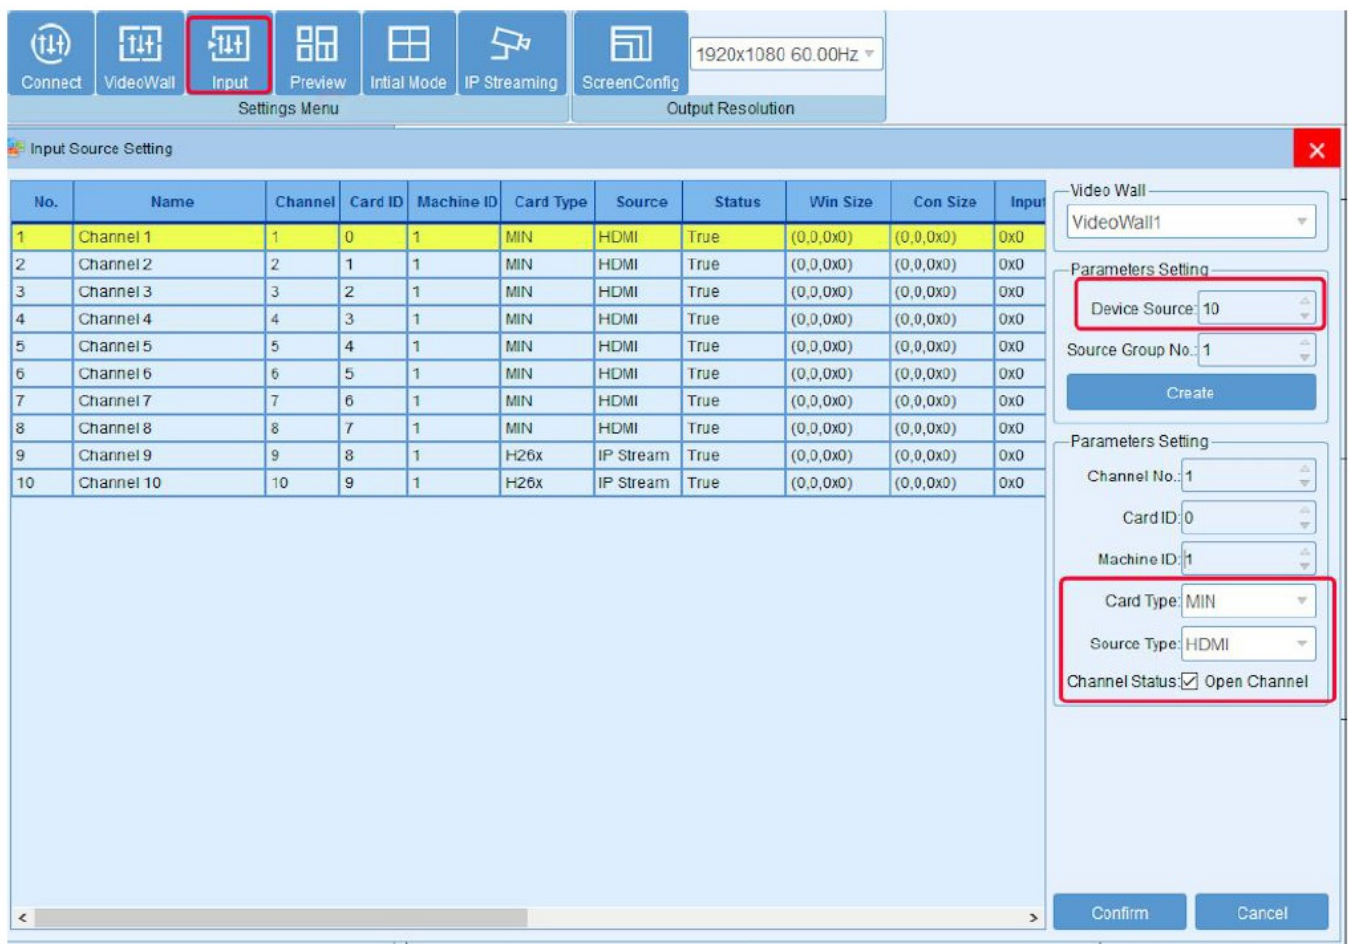 Connect VideoWall Input Preview Intial Mode IP Streaming ScreenConfig 1920x1080 60.00Hz
Settings Menu Output Resolution
Input Source Setting
No. Name Channel Card ID Machine ID Card Type Source Status Win Size Con Size Input
1 Channel 1 1 0 1 MIN HDMI True (0,0,0x0) (0,0,0x0) 0x0
2 Channel 2 2 1 1 MIN HDMI True (0,0,0x0) (0,0,0x0) 0x0
3 Channel 3 3 2 1 MIN HDMI True (0,0,0x0) (0,0,0x0) 0x0
4 Channel 4 4 3 1 MIN HDMI True (0,0,0x0) (0,0,0x0) 0x0
5 Channel 5 5 4 1 MIN HDMI True (0,0,0x0) (0,0,0x0) 0x0
6 Channel 6 6 5 1 MIN HDMI True (0,0,0x0) (0,0,0x0) 0x0
7 Channel 7 7 6 1 MIN HDMI True (0,0,0x0) (0,0,0x0) 0x0
8 Channel 8 8 7 1 MIN HDMI True (0,0,0x0) (0,0,0x0) 0x0
9 Channel 9 9 8 1 H26x IP Stream True (0,0,0x0) (0,0,0x0) 0x0
10 Channel 10 10 9 1 H26x IP Stream True (0,0,0x0) (0,0,0x0) 0x0
Video Wall
VideoWall1
Parameters Setting
Device Source: 10
Source Group No.: 1
Create
Parameters Setting
Channel No.: 1
Card ID: 0
Machine ID: 1
Card Type: MIN
Source Type: HDMI
Channel Status: Open Channel
Confirm Cancel